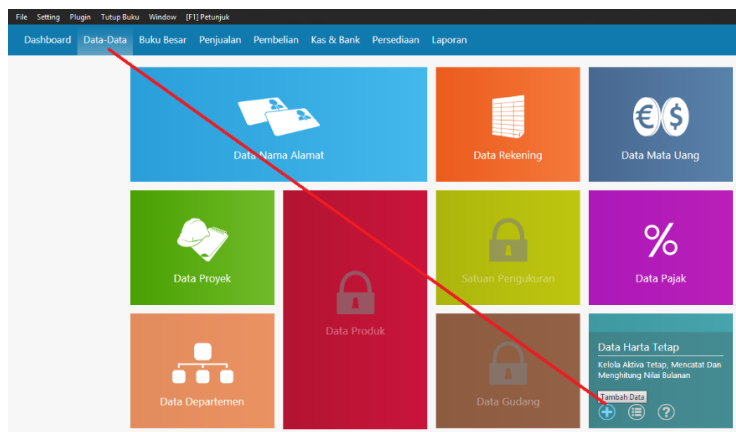 File Setting Plugin Tutup Buku Window [F1] Petunjuk
Dashboard Data-Data Buku Besar Penjualan Pembelian Kas & Bank Persediaan Laporan
Data Nama Alamat
Data Rekening
Data Mata Uang
Data Proyek
Data Produk
Satuan Pengukuran
Data Pajak
Data Departemen
Data Gudang
Data Harta Tetap
Kelola Aktiva Tetap, Mencatat Dan
Menghitung Nilai Bulanan
Tambah Data